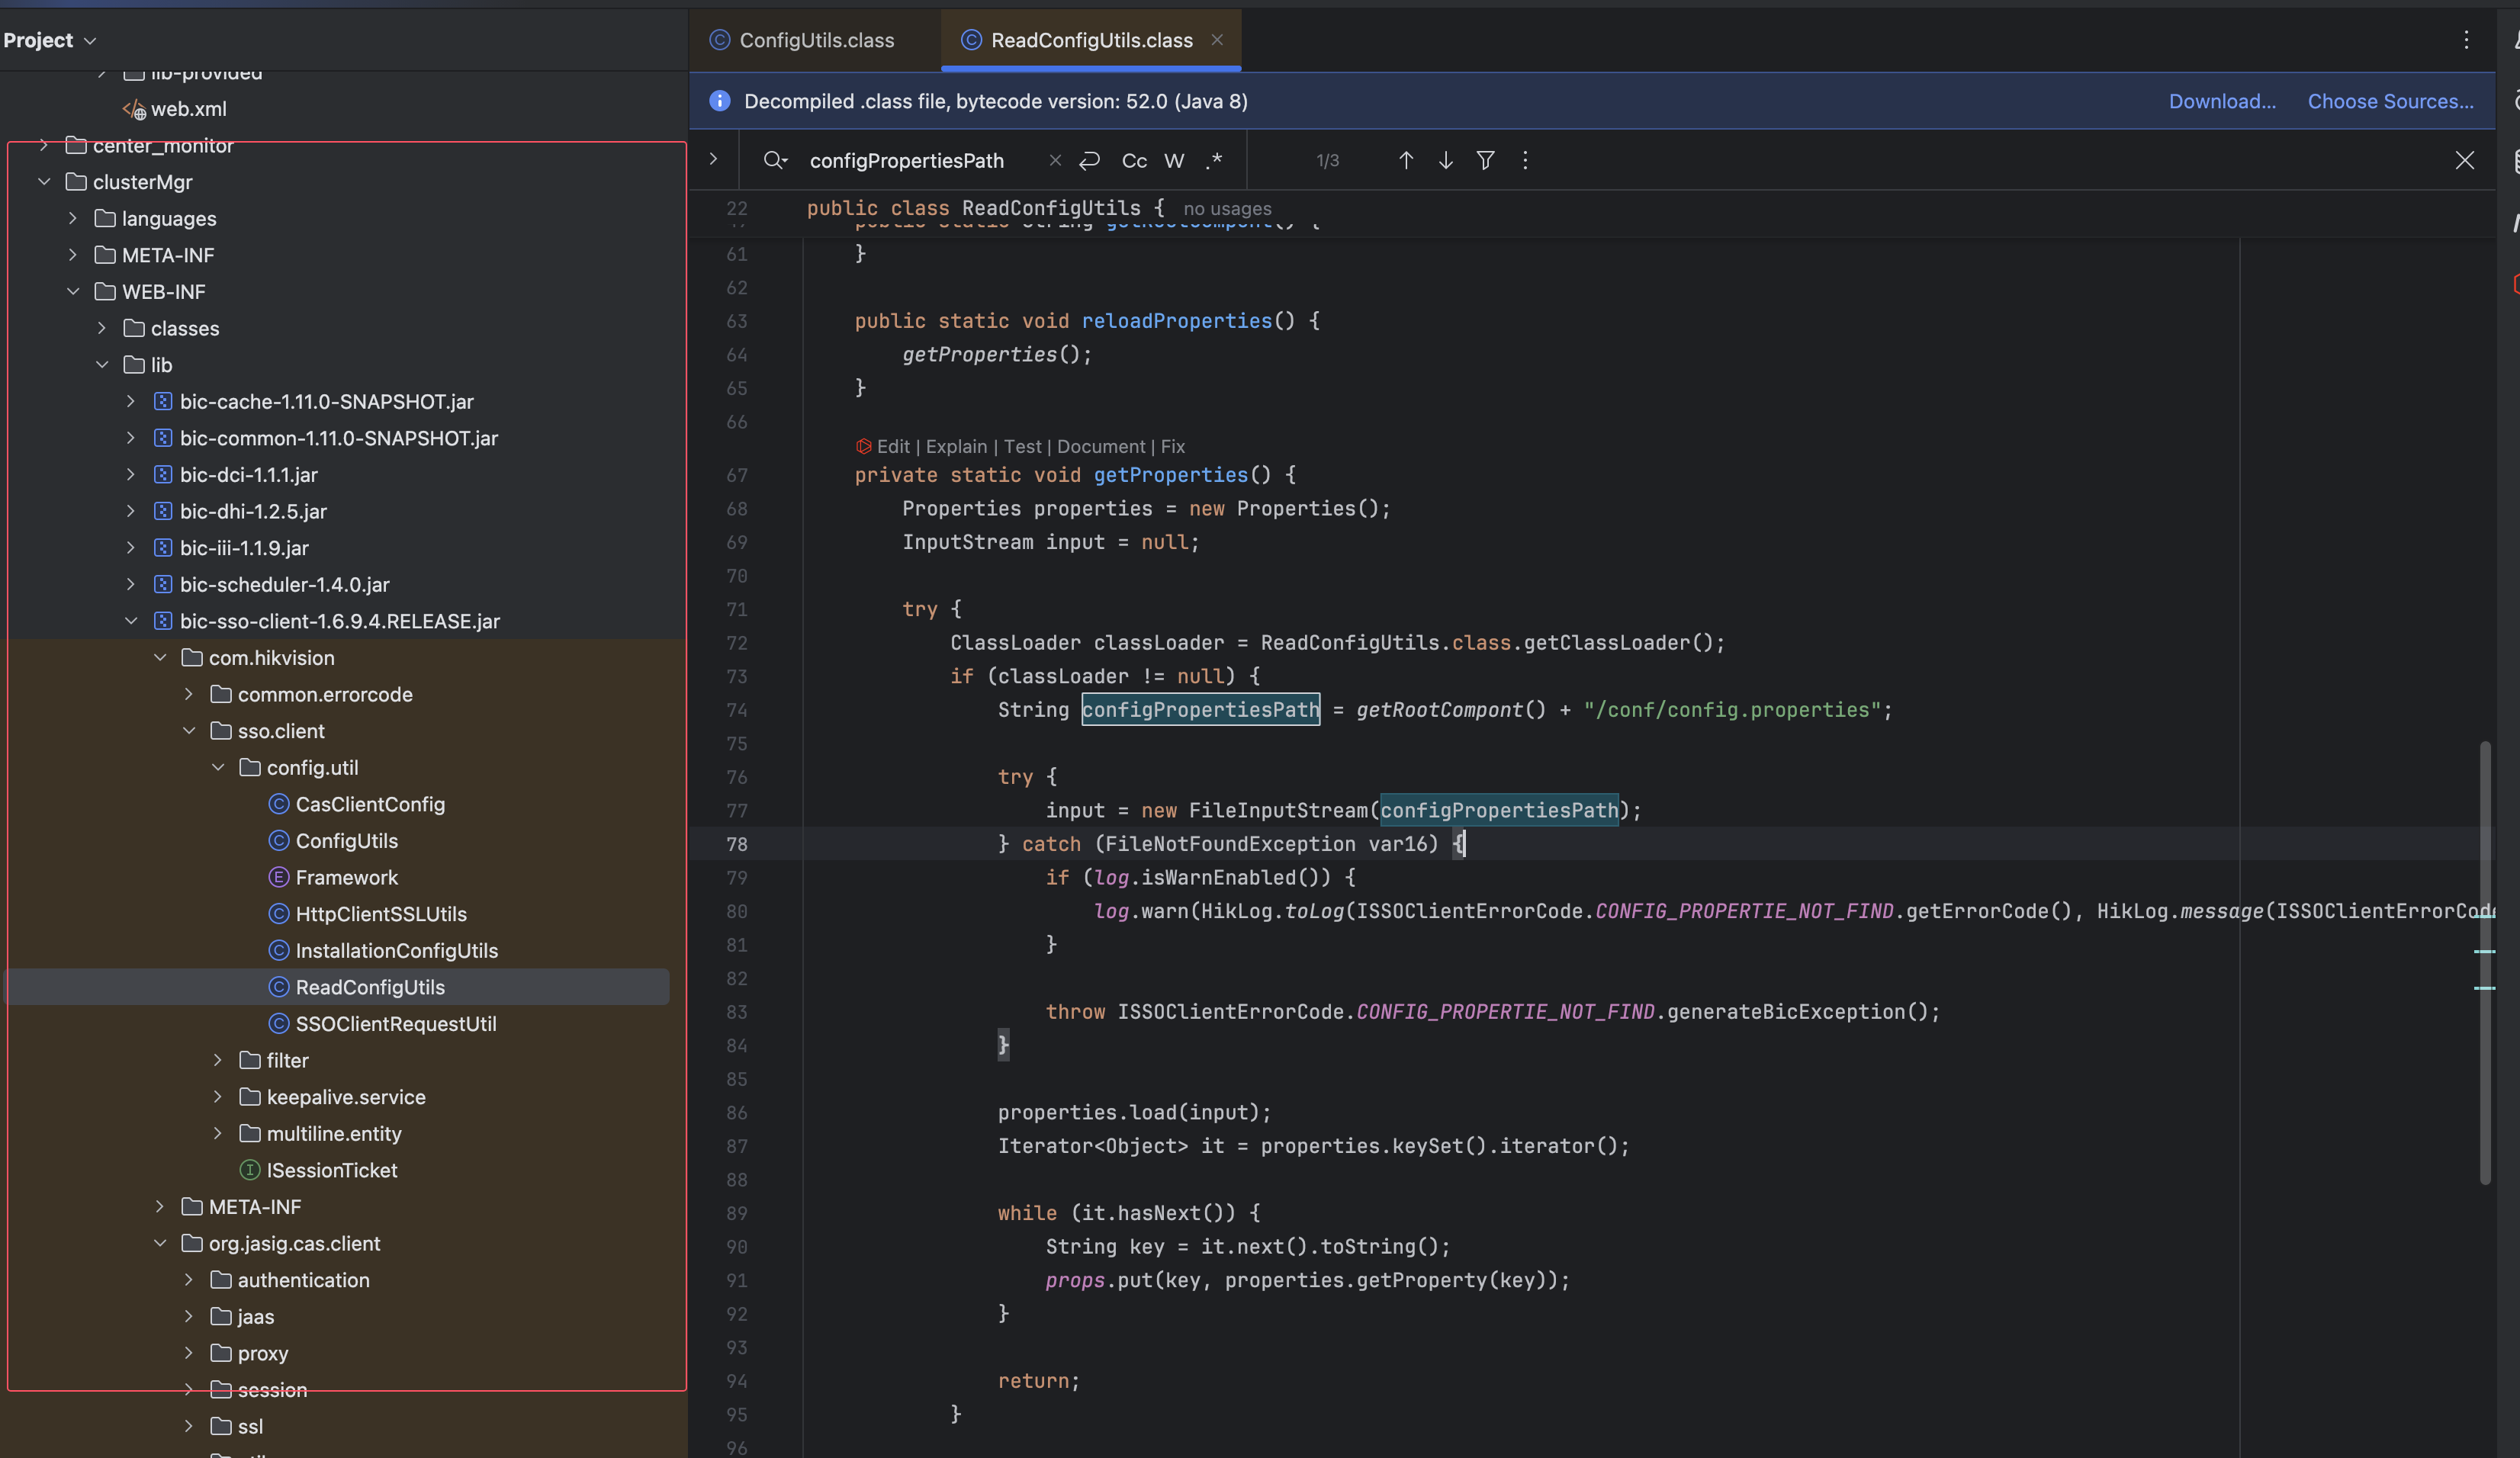 Project
lib-provided
web.xml
center_monitor
clusterMgr
languages
META-INF
WEB-INF
classes
lib
bic-cache-1.11.0-SNAPSHOT.jar
bic-common-1.11.0-SNAPSHOT.jar
bic-dci-1.1.1.jar
bic-dhi-1.2.5.jar
bic-iii-1.1.9.jar
bic-scheduler-1.4.0.jar
bic-sso-client-1.6.9.4.RELEASE.jar
com.hikvision
common.errorcode
sso.client
config.util
CasClientConfig
ConfigUtils
Framework
HttpClientSSLUtils
InstallationConfigUtils
ReadConfigUtils
SSOClientRequestUtil
filter
keepalive.service
multiline.entity
ISessionTicket
META-INF
org.jasig.cas.client
authentication
jaas
proxy
session
ssl
ConfigUtils.class
ReadConfigUtils.class
Decompiled .class file, bytecode version: 52.0 (Java 8)
Download...
Choose Sources...
configPropertiesPath
Cc W .*
1/3
22 public class ReadConfigUtils { no usages
public static String getRootCompont() {
61 }
62
63 public static void reloadProperties() {
64 getProperties();
65 }
66
Edit | Explain | Test | Document | Fix
67 private static void getProperties() {
68 Properties properties = new Properties();
69 InputStream input = null;
70
71 try {
72 ClassLoader classLoader = ReadConfigUtils.class.getClassLoader();
73 if (classLoader != null) {
74 String configPropertiesPath = getRootCompont() + "/conf/config.properties";
75
76 try {
77 input = new FileInputStream(configPropertiesPath);
78 } catch (FileNotFoundException var16) {
79 if (log.isWarnEnabled()) {
80 log.warn(HikLog.toLog(ISSOClientErrorCode.CONFIG_PROPERTIE_NOT_FIND.getErrorCode(), HikLog.message(ISSOClientErrorCode
81 }
82
83 throw ISSOClientErrorCode.CONFIG_PROPERTIE_NOT_FIND.generateBicException();
84 }
85
86 properties.load(input);
87 Iterator<Object> it = properties.keySet().iterator();
88
89 while (it.hasNext()) {
90 String key = it.next().toString();
91 props.put(key, properties.getProperty(key));
92 }
93
94 return;
95 }
96